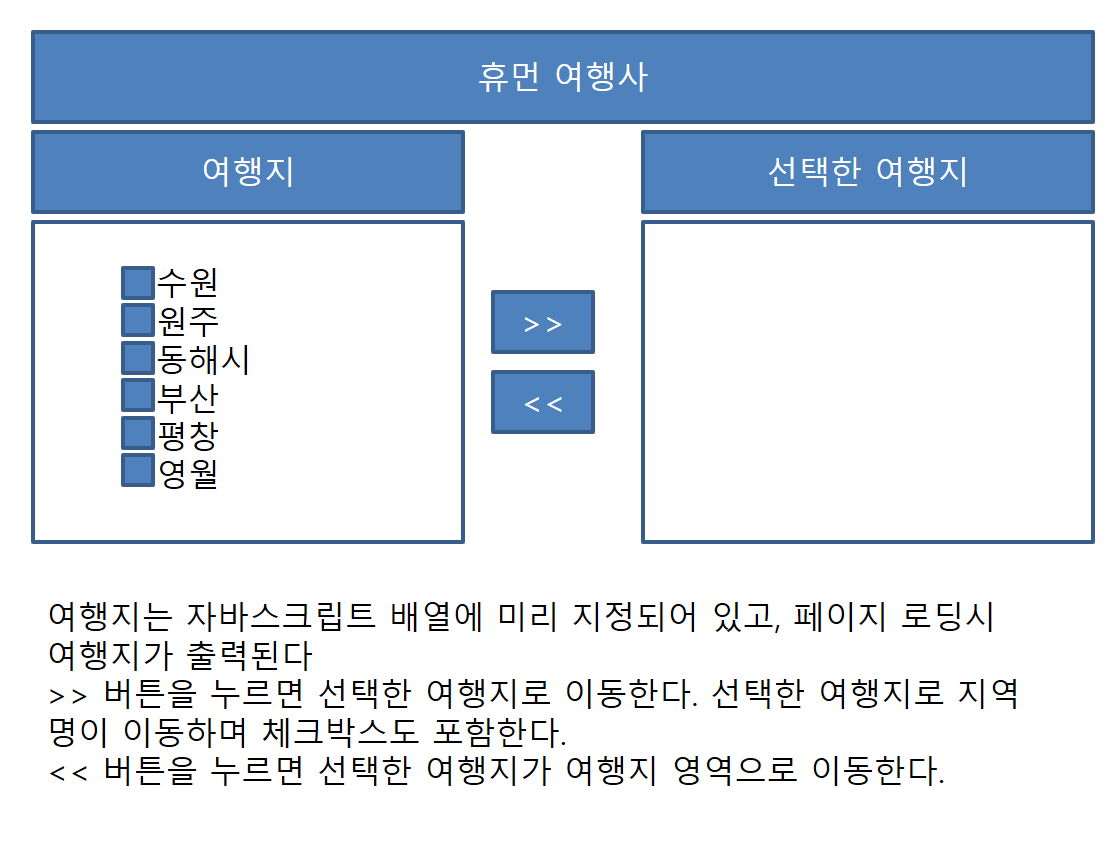 휴먼 여행사
여행지
선택한 여행지
수원
원주
동해시
부산
평창
영월
>>
<<
여행지는 자바스크립트 배열에 미리 지정되어 있고, 페이지 로딩시
여행지가 출력된다
>> 버튼을 누르면 선택한 여행지로 이동한다. 선택한 여행지로 지역
명이 이동하며 체크박스도 포함한다.
<< 버튼을 누르면 선택한 여행지가 여행지 영역으로 이동한다.